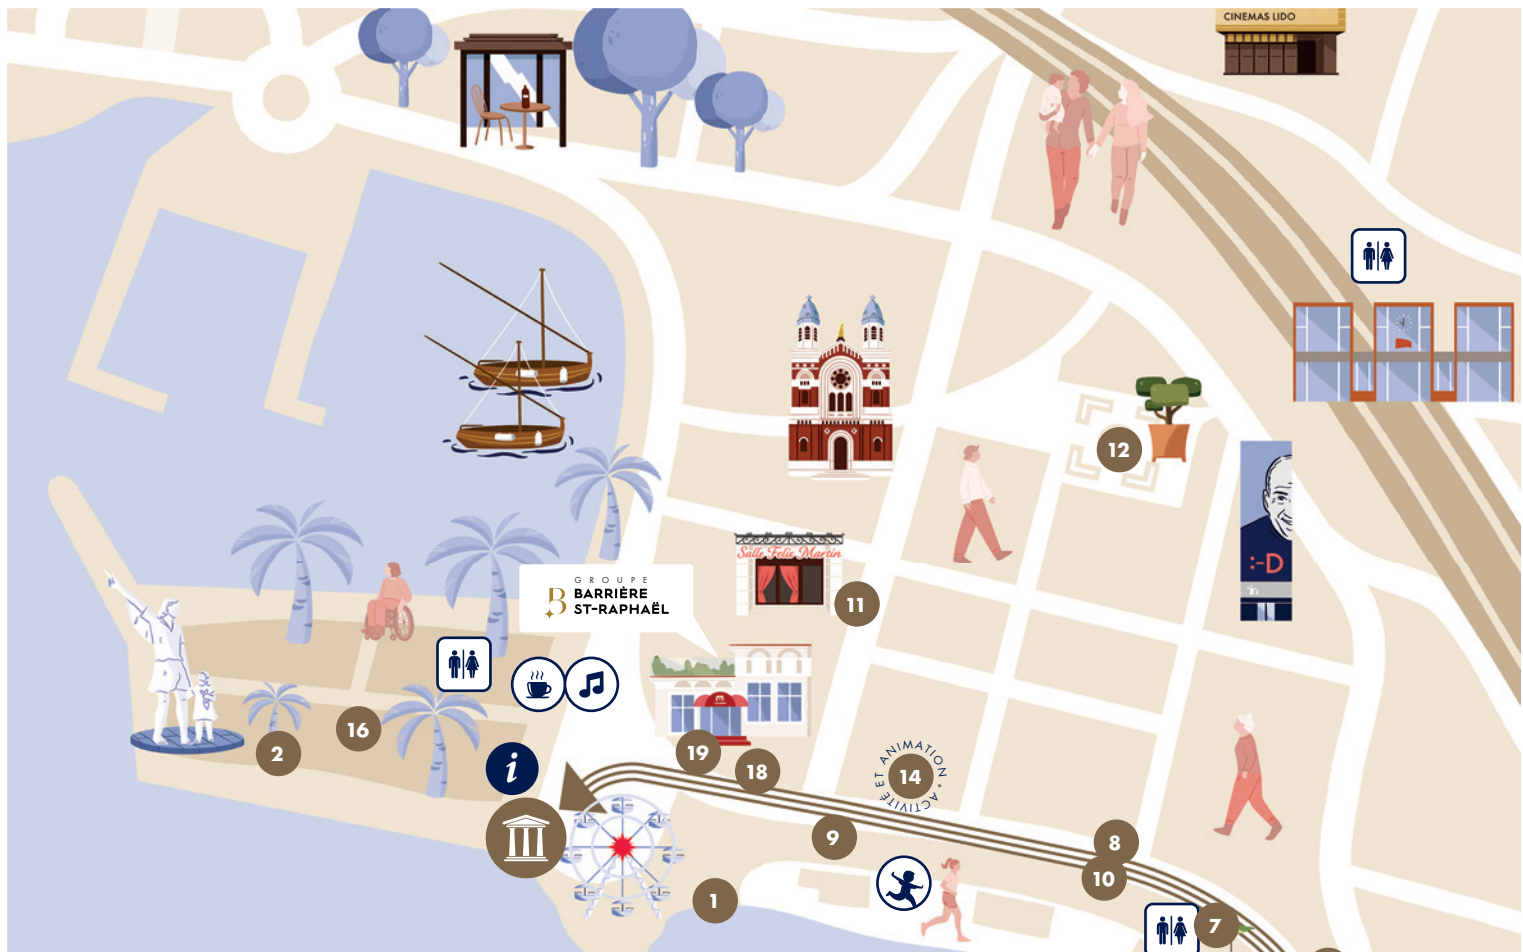 CINEMAS LIDO
12
Salle Felix Martin
:-D
GROUPE
B BARRIÈRE
ST-RAPHAËL
11
16
2
i
19
18
ACTIVITÉ ET ANIMATION •
14
9
8
10
1
7